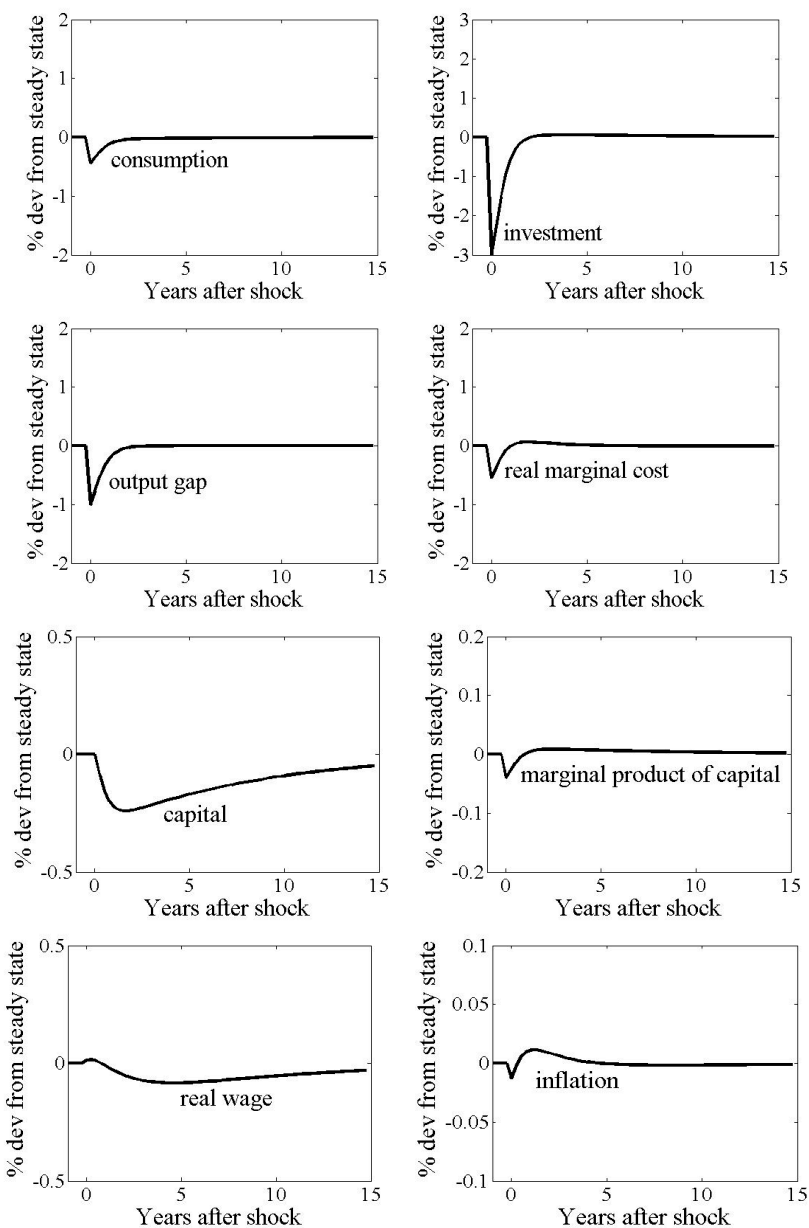 % dev from steady state
2
1
0
-1
-2
consumption
0 5 10 15
Years after shock
% dev from steady state
3
2
1
0
-1
-2
-3
investment
0 5 10 15
Years after shock
% dev from steady state
2
1
0
-1
-2
output gap
0 5 10 15
Years after shock
% dev from steady state
2
1
0
-1
-2
real marginal cost
0 5 10 15
Years after shock
% dev from steady state
0.5
0
-0.5
capital
0 5 10 15
Years after shock
% dev from steady state
0.2
0.1
0
-0.1
-0.2
marginal product of capital
0 5 10 15
Years after shock
% dev from steady state
0.5
0
-0.5
real wage
0 5 10 15
Years after shock
% dev from steady state
0.1
0.05
0
-0.05
-0.1
inflation
0 5 10 15
Years after shock